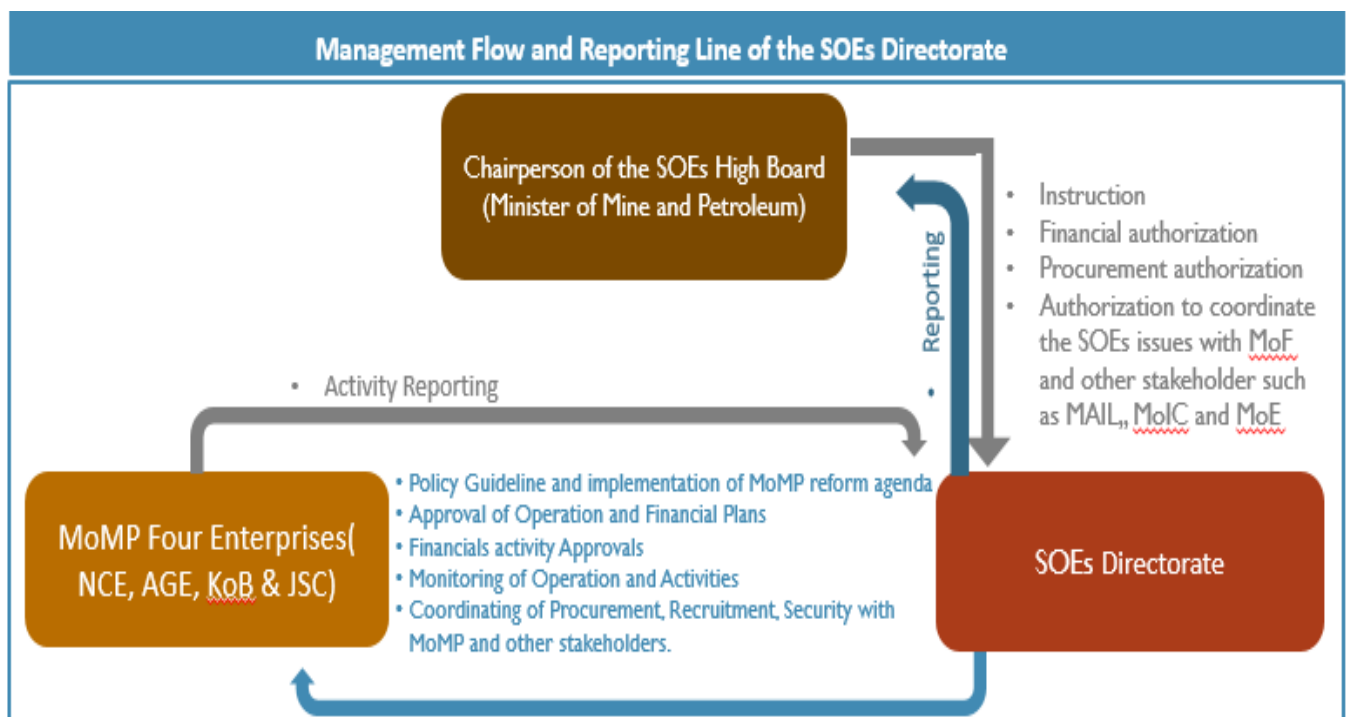 Management Flow and Reporting Line of the SOEs Directorate
Chairperson of the SOEs High Board
(Minister of Mine and Petroleum)
• Instruction
• Financial authorization
• Procurement authorization
• Authorization to coordinate
the SOEs issues with MoF
and other stakeholder such
as MAIL,, MoIC and MoE
• Reporting
• Activity Reporting
MoMP Four Enterprises(
NCE, AGE, KoB & JSC)
• Policy Guideline and implementation of MoMP reform agenda
• Approval of Operation and Financial Plans
• Financials activity Approvals
• Monitoring of Operation and Activities
• Coordinating of Procurement, Recruitment, Security with
MoMP and other stakeholders.
SOEs Directorate